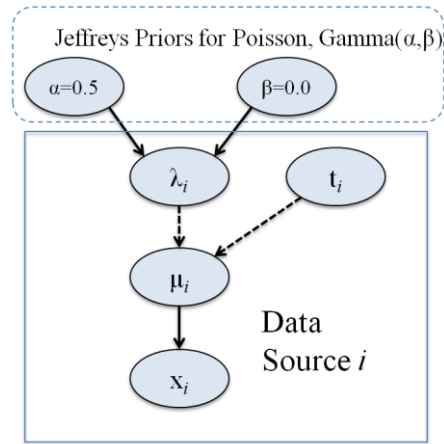 Jeffreys Priors for Poisson, Gamma(α,β)
α=0.5
β=0.0
λi
ti
μi
Data
Source i
xi